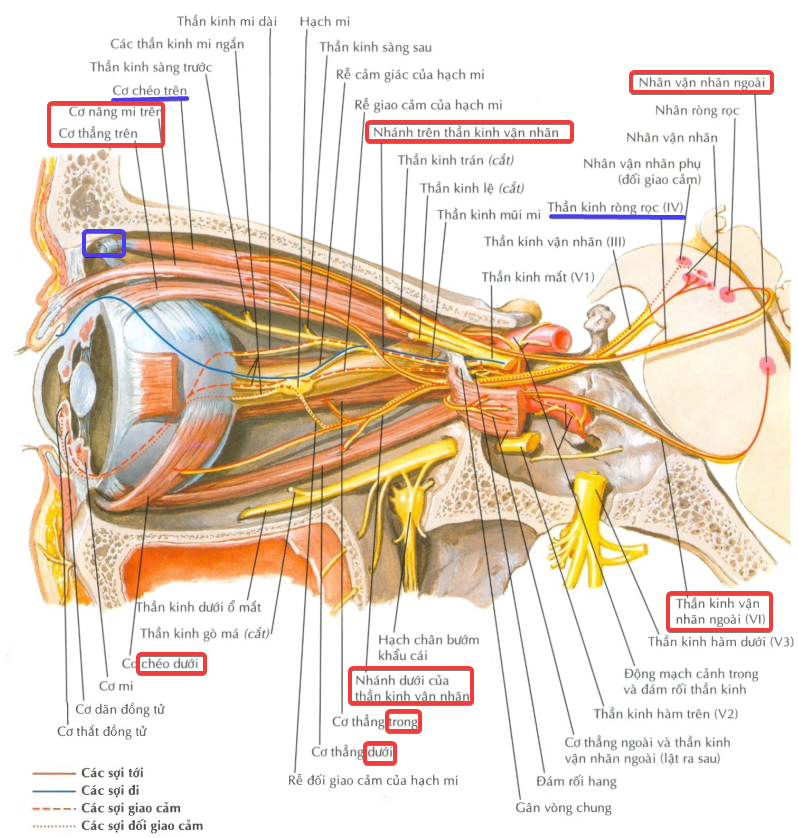 Thần kinh mi dài
Hạch mi
Các thần kinh mi ngắn
Thần kinh sàng sau
Thần kinh sàng trước
Rễ cảm giác của hạch mi
Cơ chéo trên
Rễ giao cảm của hạch mi
Cơ nâng mi trên
Cơ thẳng trên
Nhánh trên thần kinh vận nhãn
Thần kinh trán (cắt)
Thần kinh lệ (cắt)
Thần kinh mũi mi
Nhân vận nhãn ngoài
Nhân ròng rọc
Nhân vận nhãn
Nhân vận nhãn phụ
(đối giao cảm)
Thần kinh ròng rọc (IV)
Thần kinh vận nhãn (III)
Thần kinh mắt (V1)
Thần kinh dưới ổ mắt
Thần kinh gò má (cắt)
Cơ chéo dưới
Cơ mi
Cơ dãn đồng tử
Cơ thắt đồng tử
Hạch chân bướm
khẩu cái
Nhánh dưới của
thần kinh vận nhãn
Cơ thẳng trong
Cơ thẳng dưới
Rễ đối giao cảm của hạch mi
Thần kinh vận
nhãn ngoài (VI)
Thần kinh hàm dưới (V3)
Động mạch cảnh trong
và đám rối thần kinh
Thần kinh hàm trên (V2)
Cơ thẳng ngoài và thần kinh
vận nhãn ngoài (lật ra sau)
Đám rối hang
Gân vòng chung
Các sợi tới
Các sợi đi
Các sợi giao cảm
Các sợi đối giao cảm